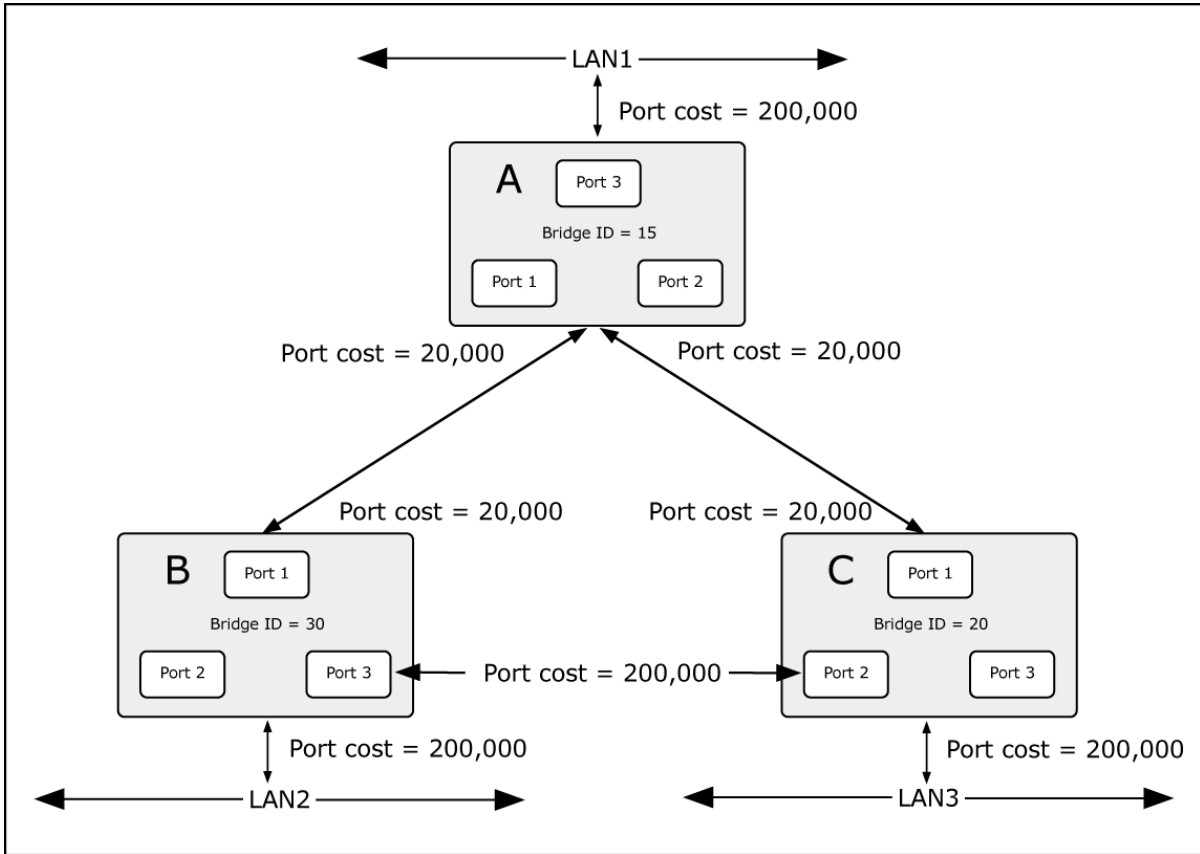 LAN1
Port cost = 200,000
A
Port 3
Bridge ID = 15
Port 1
Port 2
Port cost = 20,000
Port cost = 20,000
Port cost = 20,000
Port cost = 20,000
B
Port 1
Bridge ID = 30
Port 2
Port 3
Port cost = 200,000
C
Port 1
Bridge ID = 20
Port 2
Port 3
Port cost = 200,000
LAN2
Port cost = 200,000
LAN3